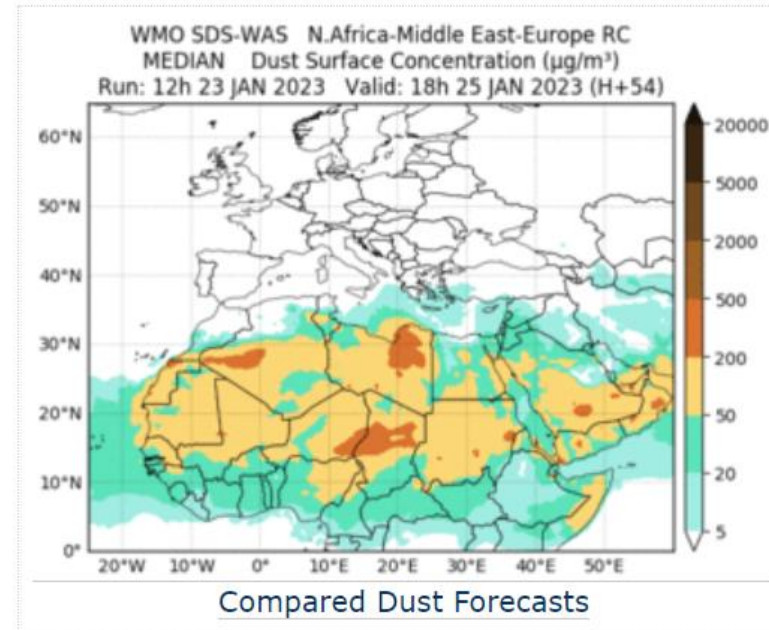 WMO SDS-WAS N.Africa-Middle East-Europe RC
MEDIAN Dust Surface Concentration (µg/m³)
Run: 12h 23 JAN 2023 Valid: 18h 25 JAN 2023 (H+54)
60°N
50°N
40°N
30°N
20°N
10°N
0°
20°W 10°W 0° 10°E 20°E 30°E 40°E 50°E
20000
5000
2000
500
200
50
20
5
Compared Dust Forecasts